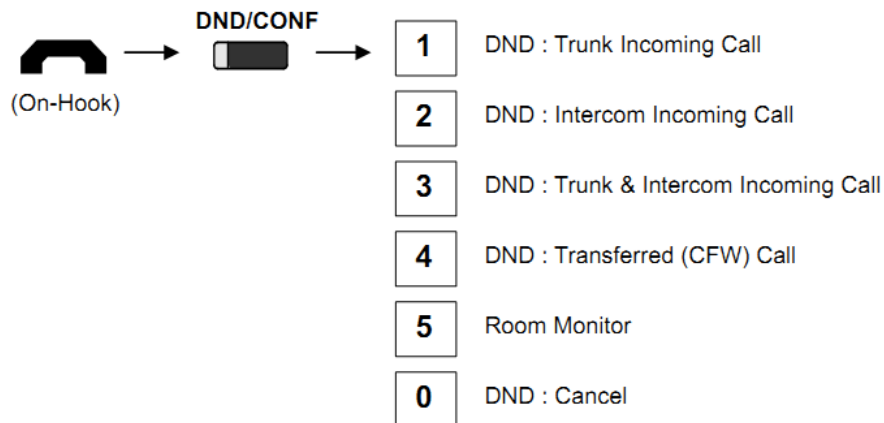 DND/CONF
(On-Hook)
1 DND : Trunk Incoming Call
2 DND : Intercom Incoming Call
3 DND : Trunk & Intercom Incoming Call
4 DND : Transferred (CFW) Call
5 Room Monitor
0 DND : Cancel